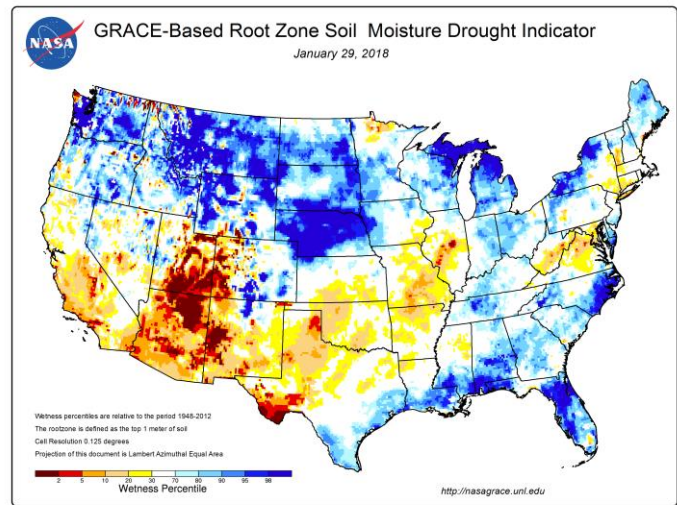 NASA
GRACE-Based Root Zone Soil Moisture Drought Indicator
January 29, 2018
Wetness percentiles are relative to the period 1948-2012
The rootzone is defined as the top 1 meter of soil
Cell Resolution 0.125 degrees
Projection of this document is Lambert Azimuthal Equal Area
2 5 10 20 30 70 80 90 95 98
Wetness Percentile
http://nasagrace.unl.edu